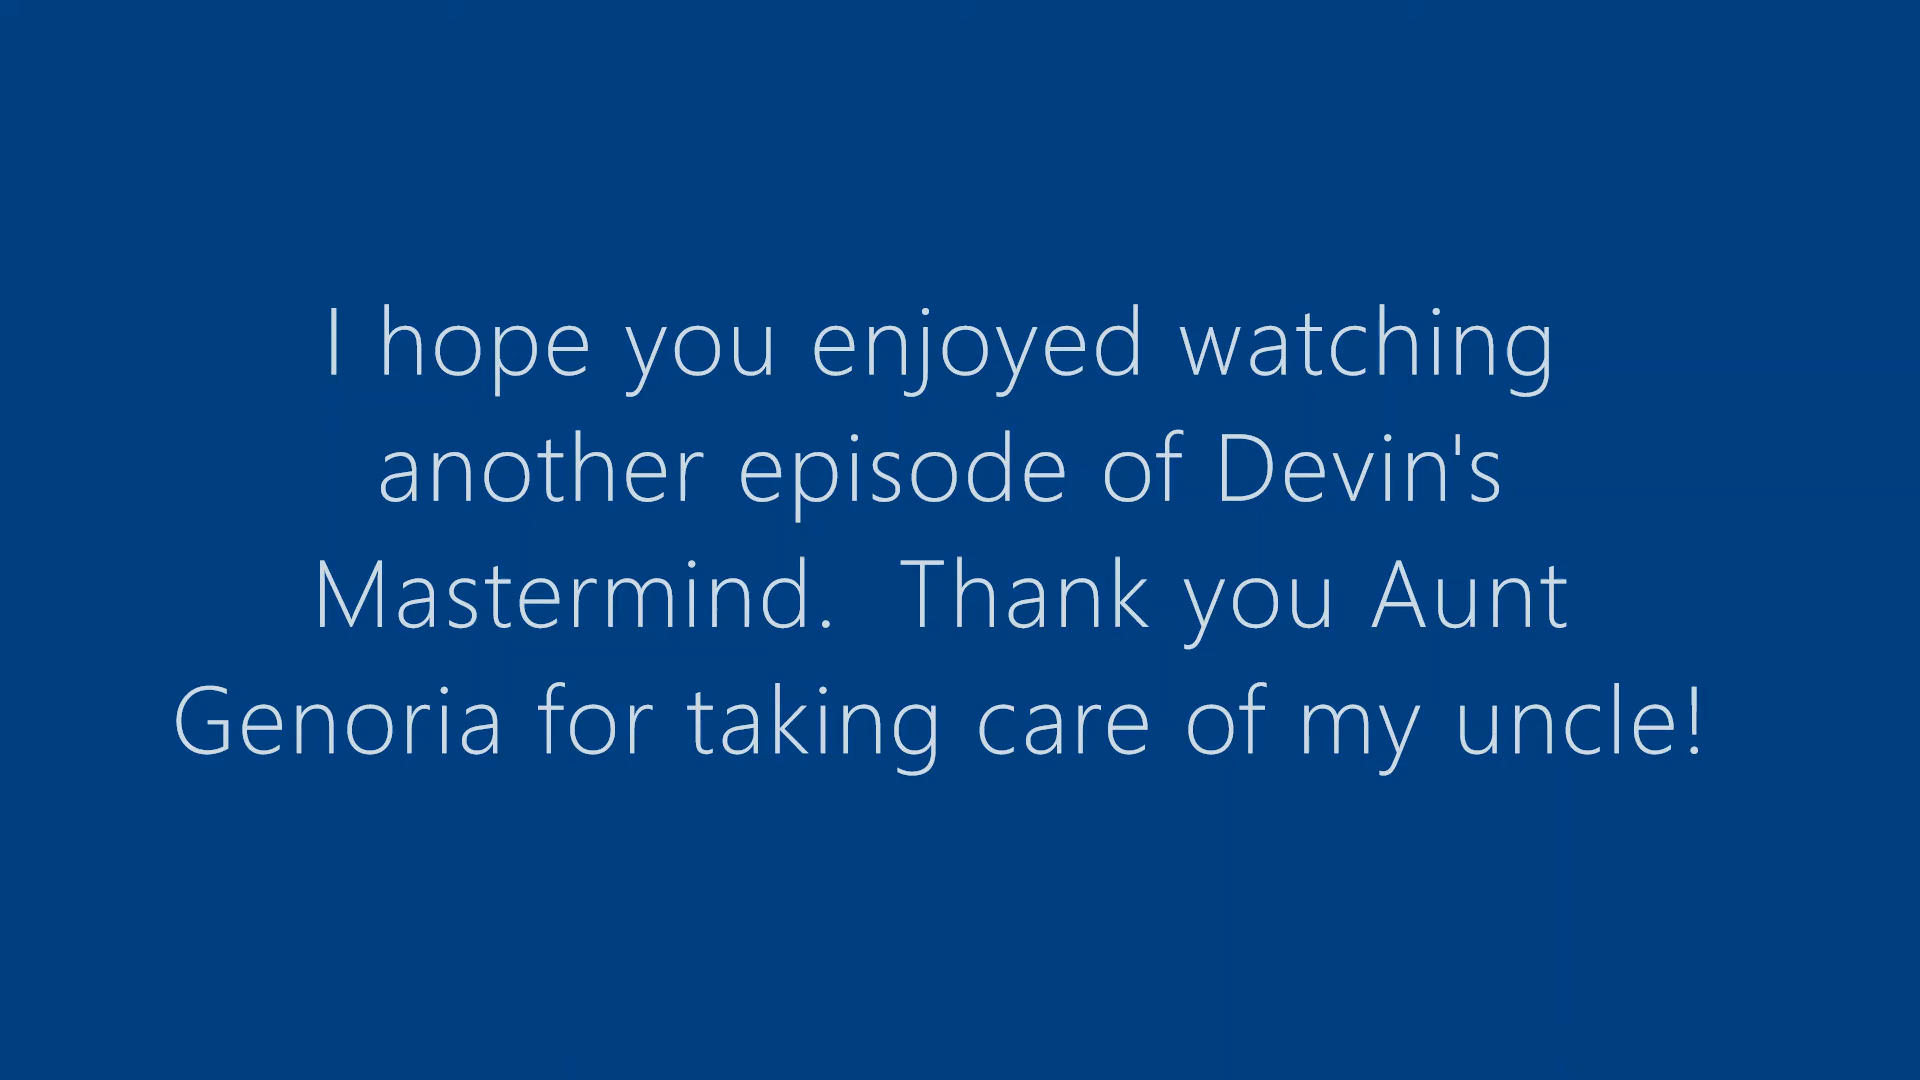 I hope you enjoyed watching
another episode of Devin's
Mastermind.  Thank you Aunt
Genoria for taking care of my uncle!